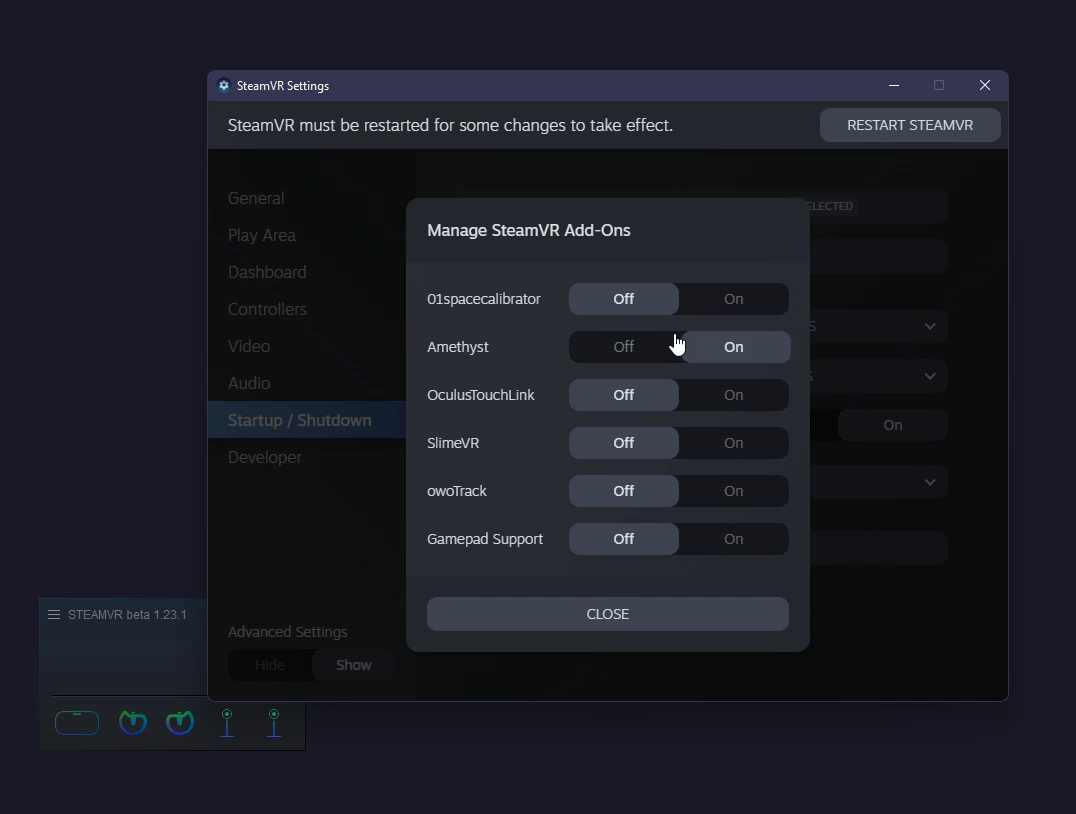 SteamVR Settings
SteamVR must be restarted for some changes to take effect.
RESTART STEAMVR
General
Play Area
Dashboard
Controllers
Video
Audio
Startup / Shutdown
Developer
Advanced Settings
Hide Show
Manage SteamVR Add-Ons
01spacecalibrator Off On
Amethyst Off On
OculusTouchLink Off On
SlimeVR Off On
owoTrack Off On
Gamepad Support Off On
CLOSE
On
STEAMVR beta 1.23.1